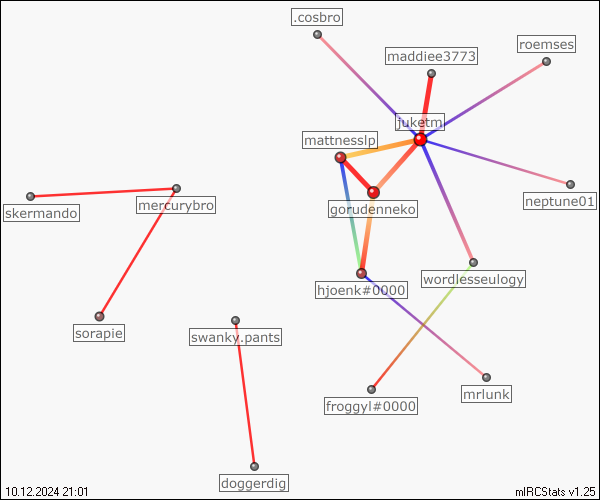 .cosbro
roemses
maddiee3773
juketm
mattnesslp
mercurybro
neptune01
skermando
gorudenneko
wordlesseulogy
hjoenk#0000
sorapie
swanky.pants
mrlunk
froggyl#0000
doggerdig
10.12.2024 21:01
mIRCStats v1.25